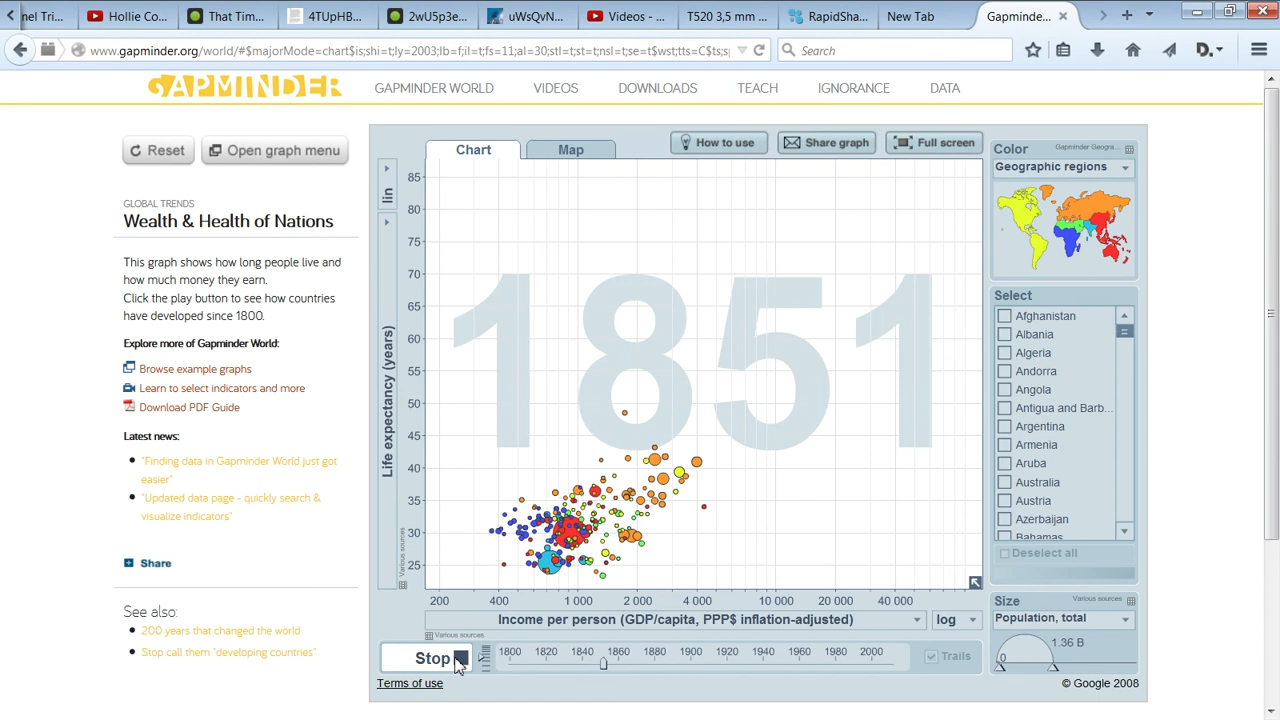 nel Tri...
Hollie Co...
That Tim...
4TUpHB...
2wU5p3e...
uWsQvN...
Videos - ...
T520 15 mm ...
RapidSha...
New Tab
Gapminde...
www.gapminder.org/world/#$majorMode=chart$is;shi=t;ly=2003;lb=f;il=t;fs=11;al=30;stl=t;st=t;nsl=t;se=t$wst;tts=C$ts;s
Search
D.
GAPMINDER
GAPMINDER WORLD
VIDEOS
DOWNLOADS
TEACH
IGNORANCE
DATA
Reset
Open graph menu
GLOBAL TRENDS
Wealth & Health of Nations
This graph shows how long people live and
how much money they earn.
Click the play button to see how countries
have developed since 1800.
Explore more of Gapminder World:
Browse example graphs
Learn to select indicators and more
Download PDF Guide
Latest news:
"Finding data in Gapminder World just got
easier"
"Updated data page - quickly search &
visualize indicators"
Share
See also:
200 years that changed the world
Stop call them "developing countries"
Chart
Map
How to use
Share graph
Full screen
lin
Life expectancy (years)
Various sources
85
80
75
70
65
60
55
50
45
40
35
30
25
1851
200
400
1 000
2 000
4 000
10 000
20 000
40 000
Income per person (GDP/capita, PPP$ inflation-adjusted)
log
Various sources
Stop
1800
1820
1840
1860
1880
1900
1920
1940
1960
1980
2000
Trails
Terms of use
© Google 2008
Color
Gapminder Geogra...
Geographic regions
Select
Afghanistan
Albania
Algeria
Andorra
Angola
Antigua and Barb...
Argentina
Armenia
Aruba
Australia
Austria
Azerbaijan
Bahamas
Deselect all
Size
Various sources
Population, total
1.36 B
0